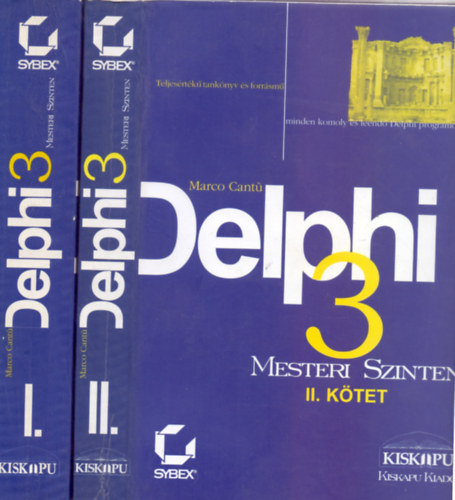 SYBEX®
Delphi 3
MESTERI SZINTEN
Marco Cantù
I.
KISKAPU
SYBEX®
Delphi 3
MESTERI SZINTEN
Marco Cantù
II.
KISKAPU
Teljesértékű tankönyv és forrásmű
minden komoly és leendő Delphi
Marco Cantù
Delphi
3
MESTERI SZINTEN
II. KÖTET
SYBEX®
KISKAPU
KISKAPU KIADÓ